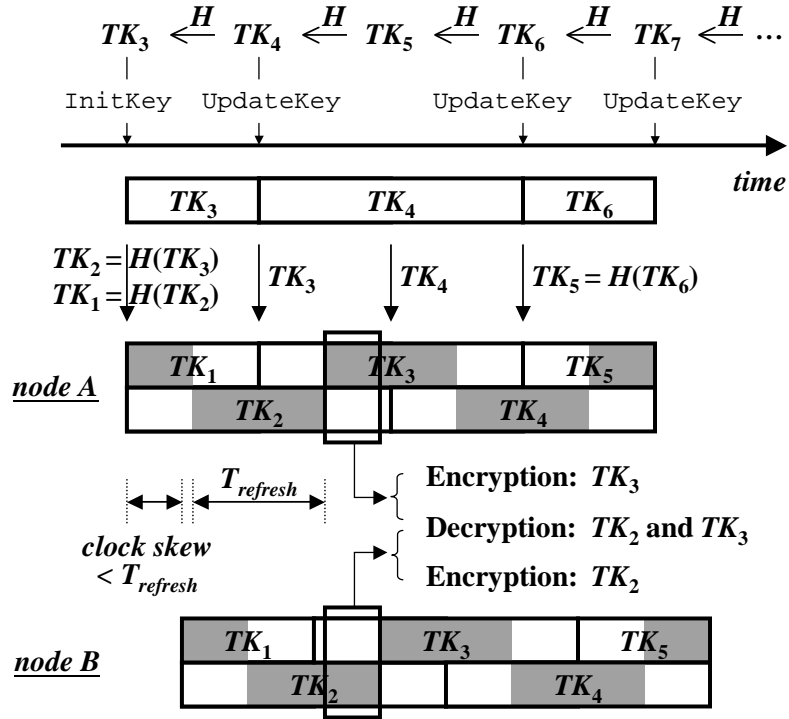 TK₃ H TK₄ H TK₅ H TK₆ H TK₇ H ...
InitKey UpdateKey UpdateKey UpdateKey
time
TK₃ TK₄ TK₆
TK₂ = H(TK₃)
TK₁ = H(TK₂)
TK₃ TK₄ TK₅ = H(TK₆)
node A
TK₁ TK₃ TK₅
TK₂ TK₄
T_refresh
clock skew
< T_refresh
Encryption: TK₃
Decryption: TK₂ and TK₃
Encryption: TK₂
node B
TK₁ TK₃ TK₅
TK₂ TK₄